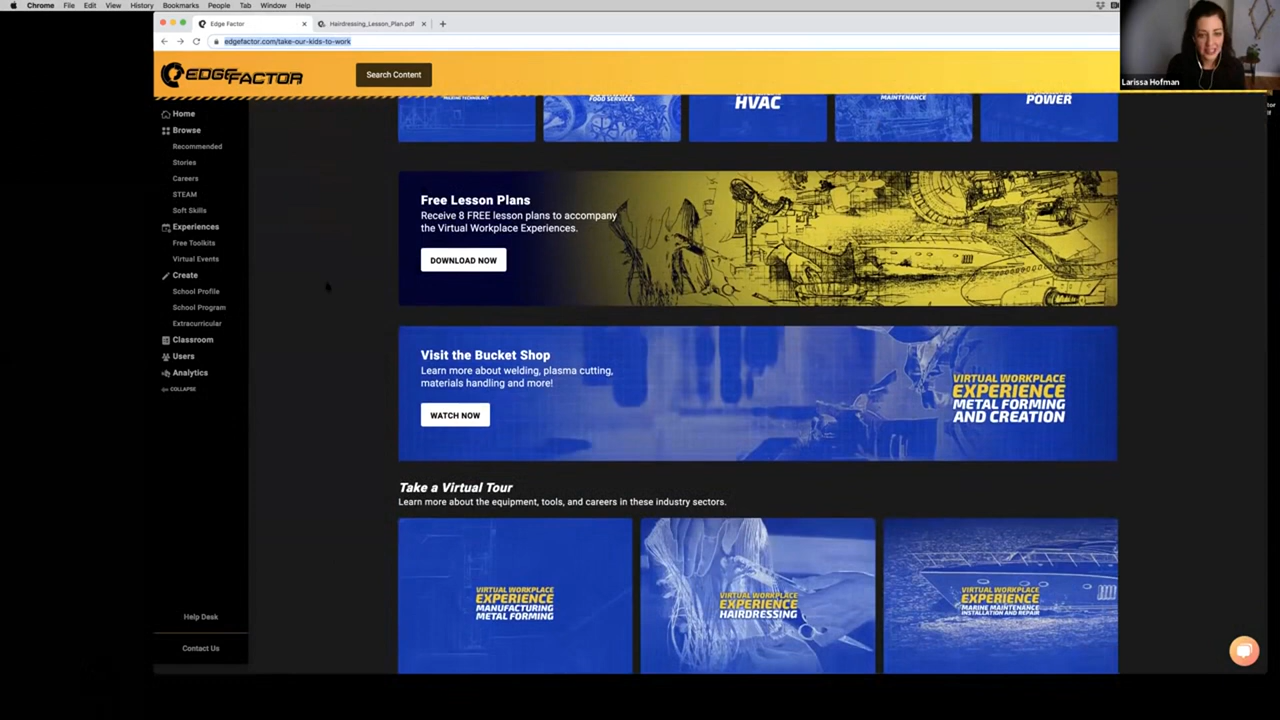 Chrome File Edit View History Bookmarks People Tab Window Help
Edge Factor
Hairdressing_Lesson_Plan.pdf
edgefactor.com/take-our-kids-to-work
Larissa Hofman
EDGE FACTOR
Search Content
Home
Browse
Recommended
Stories
Careers
STEAM
Soft Skills
Experiences
Free Toolkits
Virtual Events
Create
School Profile
School Program
Extracurricular
Classroom
Users
Analytics
COLLAPSE
Help Desk
Contact Us
FOOD SERVICES
HVAC
MAINTENANCE
POWER
Free Lesson Plans
Receive 8 FREE lesson plans to accompany
the Virtual Workplace Experiences.
DOWNLOAD NOW
Visit the Bucket Shop
Learn more about welding, plasma cutting,
materials handling and more!
WATCH NOW
VIRTUAL WORKPLACE
EXPERIENCE
METAL FORMING
AND CREATION
Take a Virtual Tour
Learn more about the equipment, tools, and careers in these industry sectors.
VIRTUAL WORKPLACE
EXPERIENCE
MANUFACTURING
METAL FORMING
VIRTUAL WORKPLACE
EXPERIENCE
HAIRDRESSING
VIRTUAL WORKPLACE
EXPERIENCE
MARINE MAINTENANCE
INSTALLATION AND REPAIR